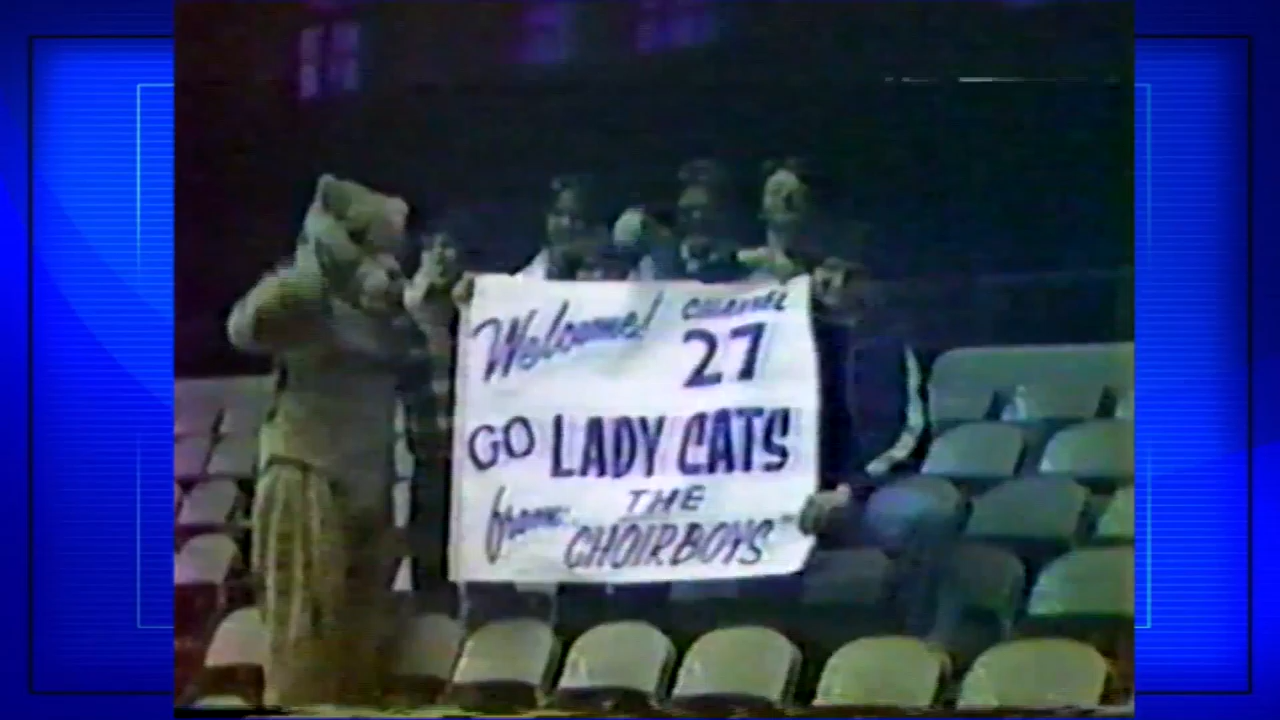 Welcome! CHANNEL
27
GO LADY CATS
from: THE
"CHOIRBOYS"